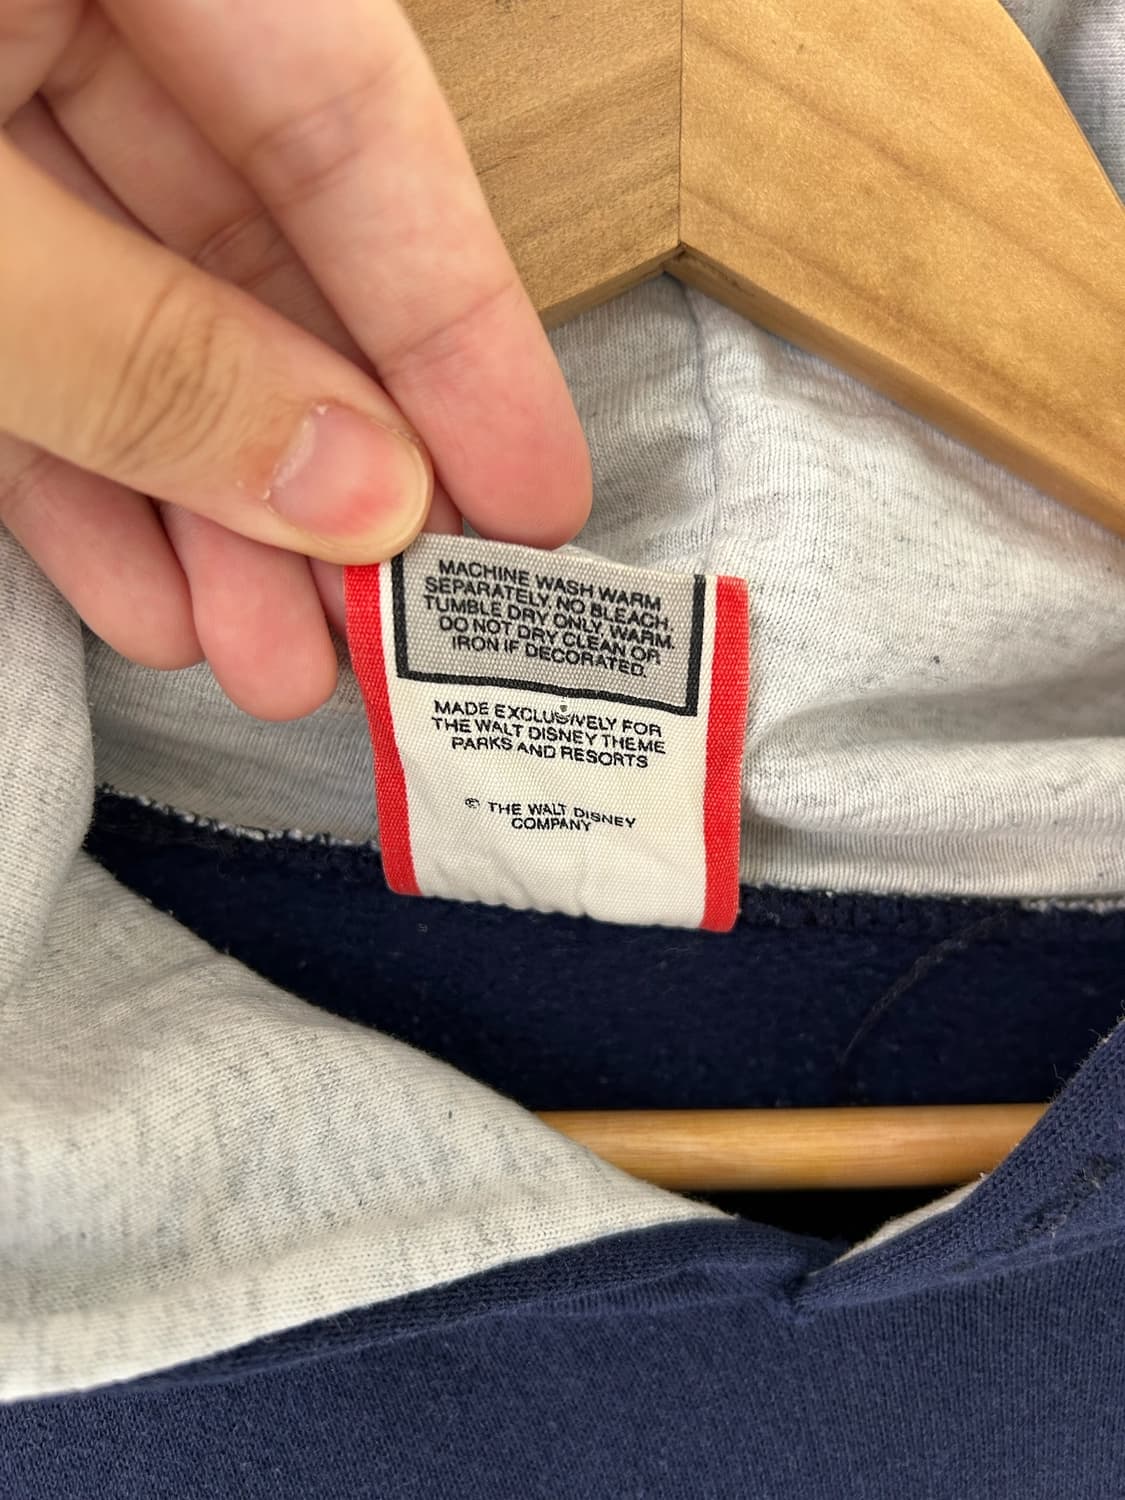 MACHINE WASH WARM
SEPARATELY. NO BLEACH.
TUMBLE DRY ONLY, WARM.
DO NOT DRY CLEAN OR
IRON IF DECORATED.
MADE EXCLUSIVELY FOR
THE WALT DISNEY THEME
PARKS AND RESORTS
© THE WALT DISNEY
COMPANY